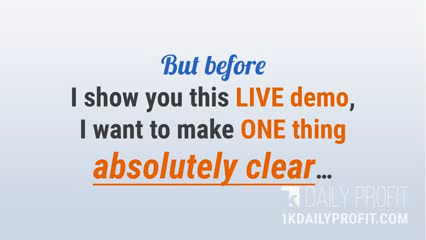 But before
I show you this LIVE demo,
I want to make ONE thing
absolutely clear...
1K DAILY PROFIT
1KDAILYPROFIT.COM